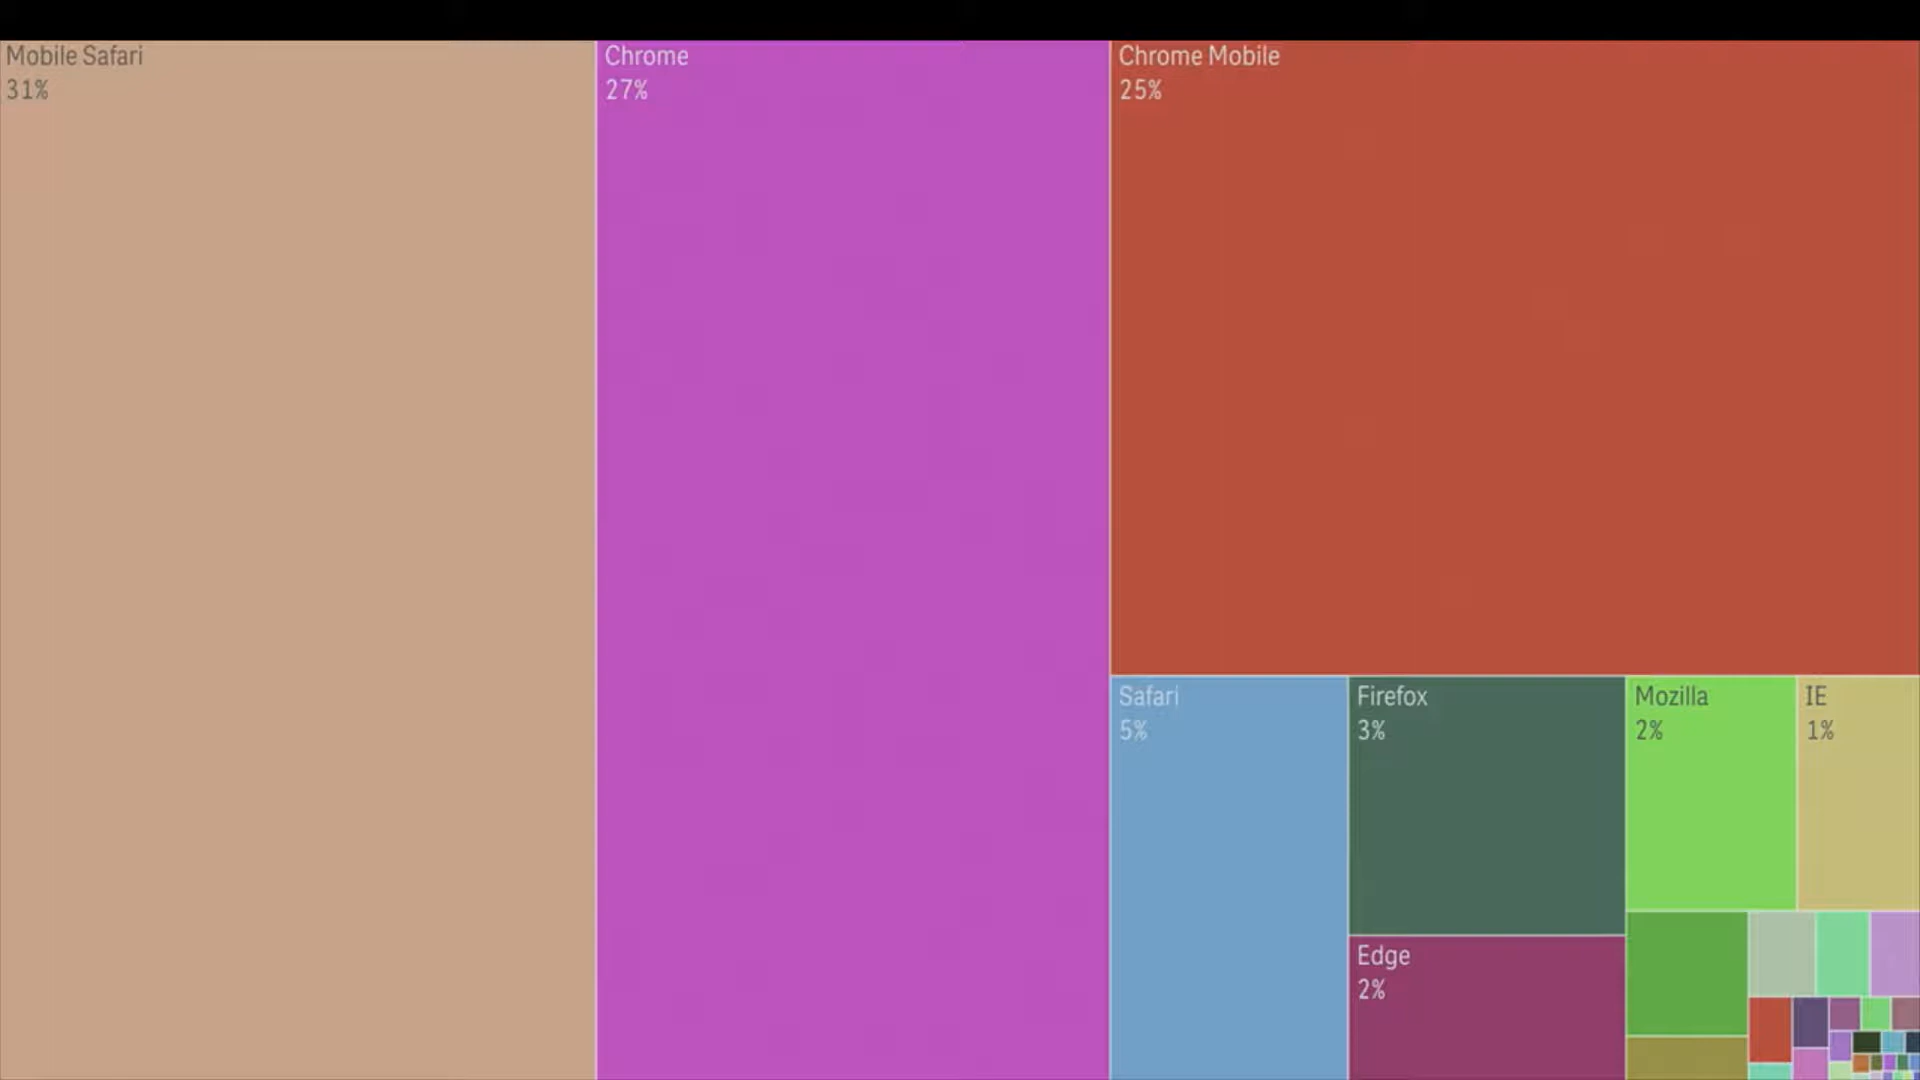 Mobile Safari
31%
Chrome
27%
Chrome Mobile
25%
Safari
5%
Firefox
3%
Edge
2%
Mozilla
2%
IE
1%